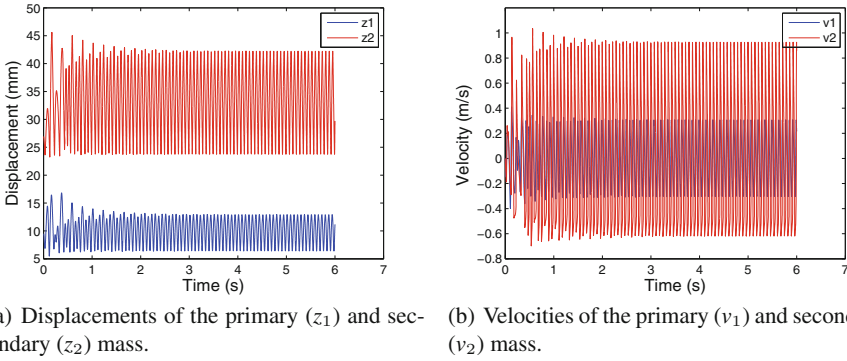 50
45
40
35
30
25
20
15
10
5
0 1 2 3 4 5 6 7
Displacement (mm)
Time (s)
z1
z2
1
0.8
0.6
0.4
0.2
0
−0.2
−0.4
−0.6
−0.8
0 1 2 3 4 5 6 7
Velocity (m/s)
Time (s)
v1
v2
a) Displacements of the primary (z1) and sec-
ndary (z2) mass.
(b) Velocities of the primary (v1) and second
(v2) mass.